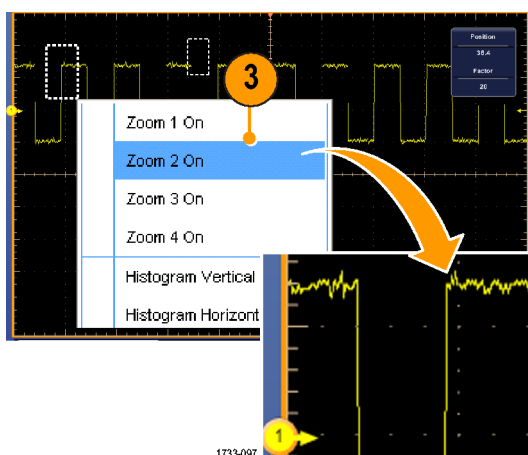 Position
38.4
Factor
20
3
Zoom 1 On
Zoom 2 On
Zoom 3 On
Zoom 4 On
Histogram Vertical
Histogram Horizont
1
1733-097